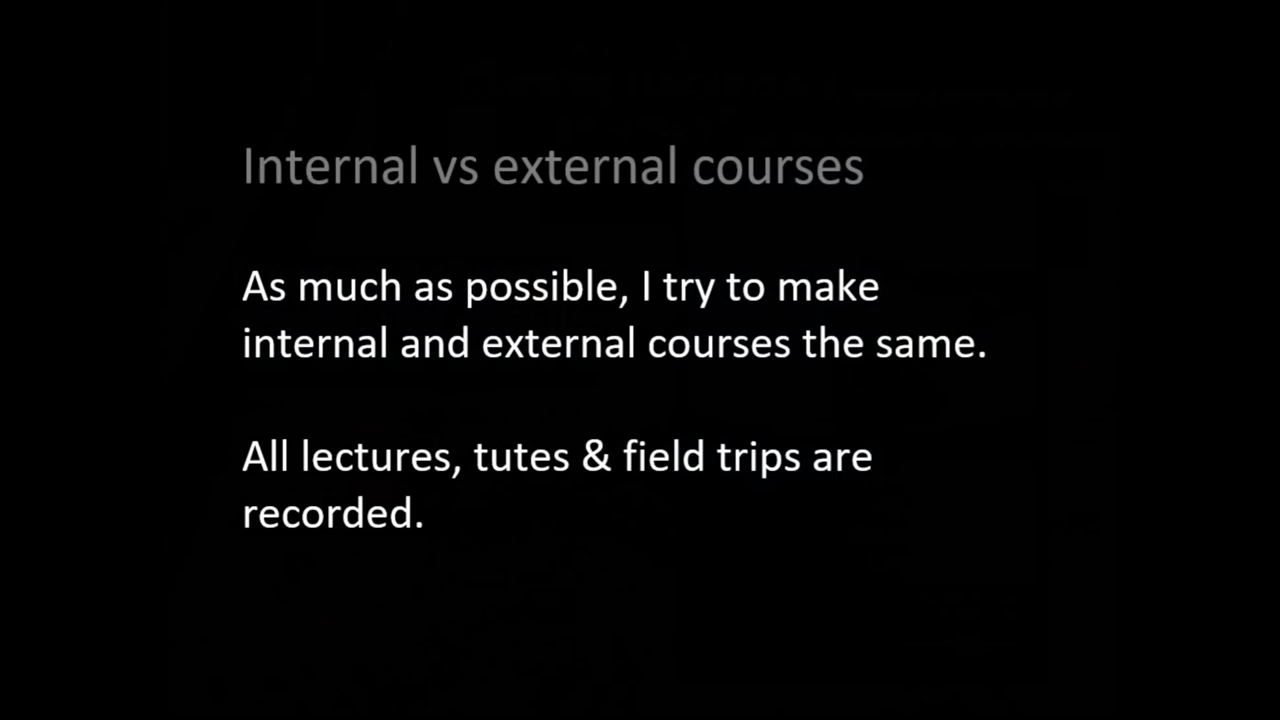 Internal vs external courses
As much as possible, I try to make
internal and external courses the same.
All lectures, tutes & field trips are
recorded.